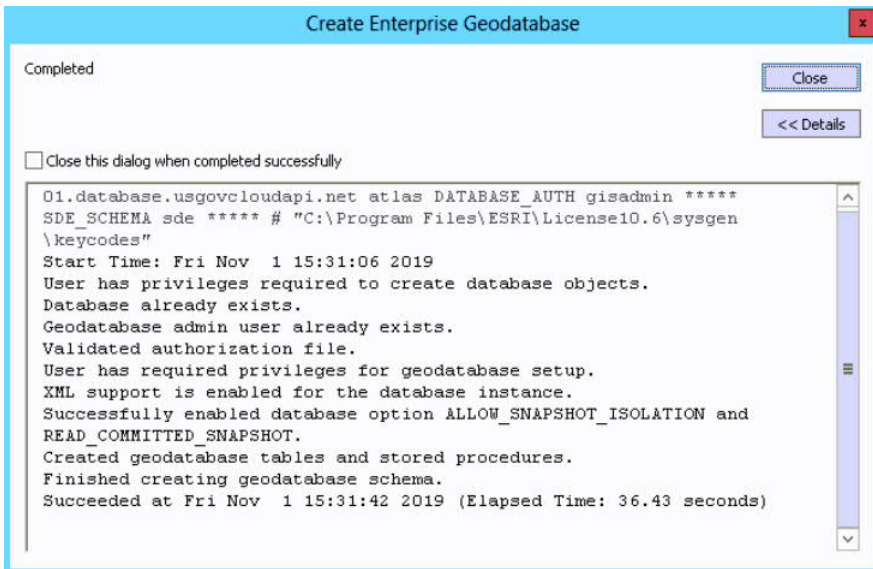 Create Enterprise Geodatabase
x
Completed
Close
<< Details
Close this dialog when completed successfully
01.database.usgovcloudapi.net atlas DATABASE_AUTH gisadmin *****
SDE_SCHEMA sde ***** # "C:\Program Files\ESRI\License10.6\sysgen
\keycodes"
Start Time: Fri Nov  1 15:31:06 2019
User has privileges required to create database objects.
Database already exists.
Geodatabase admin user already exists.
Validated authorization file.
User has required privileges for geodatabase setup.
XML support is enabled for the database instance.
Successfully enabled database option ALLOW_SNAPSHOT_ISOLATION and
READ_COMMITTED_SNAPSHOT.
Created geodatabase tables and stored procedures.
Finished creating geodatabase schema.
Succeeded at Fri Nov  1 15:31:42 2019 (Elapsed Time: 36.43 seconds)